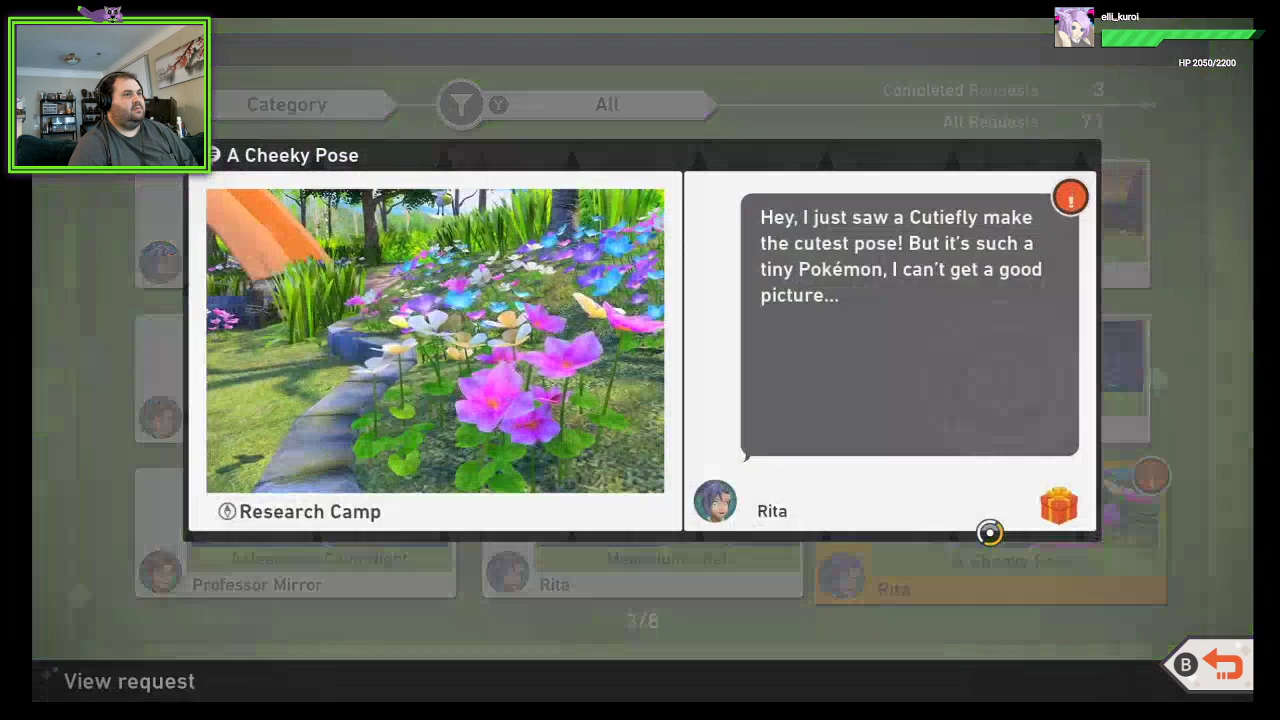 elli_kuroi
HP 2050/2200
Category
Y
All
Completed Requests 3
All Requests 71
A Cheeky Pose
Hey, I just saw a Cutiefly make
the cutest pose! But it's such a
tiny Pokémon, I can't get a good
picture...
Research Camp
Rita
A Cheeky Pose
Professor Mirror
Rita
Rita
3/8
View request
B